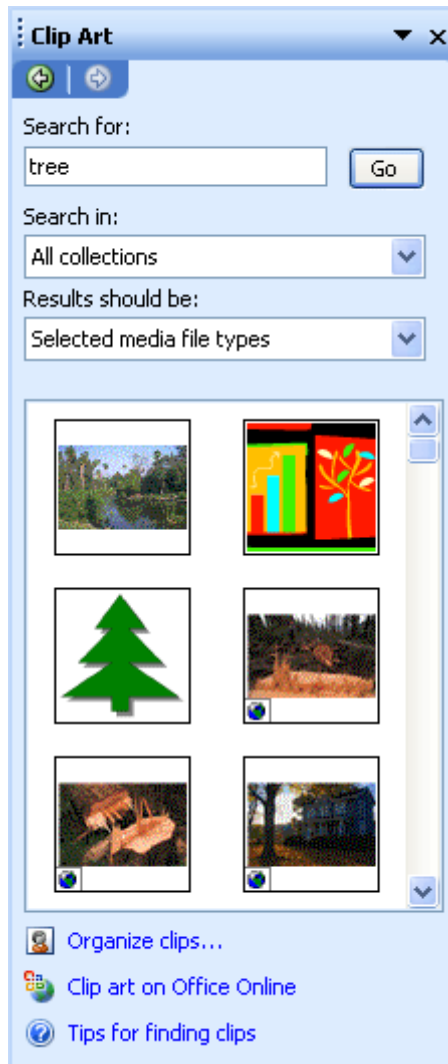 Clip Art
Search for:
tree
Go
Search in:
All collections
Results should be:
Selected media file types
Organize clips...
Clip art on Office Online
Tips for finding clips